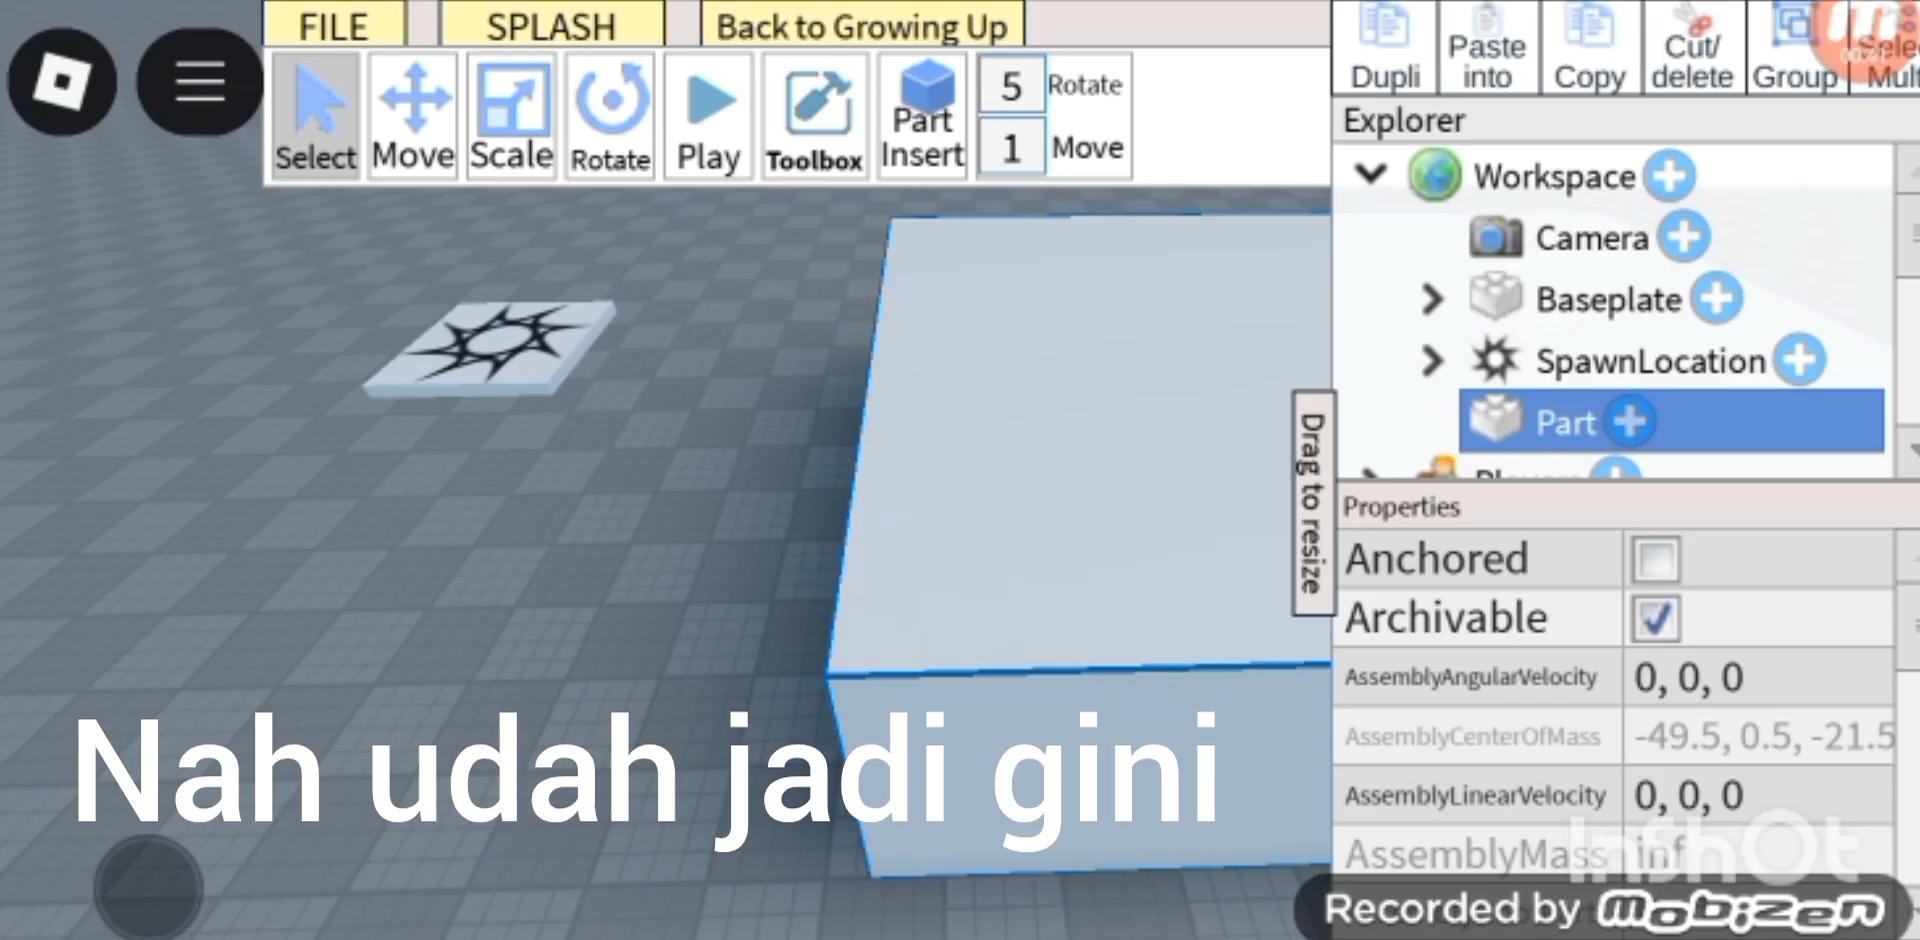 FILE
SPLASH
Back to Growing Up
Select
Move
Scale
Rotate
Play
Toolbox
Part
Insert
5 Rotate
1 Move
Dupli
Paste
into
Copy
Cut/
delete
Group
Explorer
Workspace
Camera
Baseplate
SpawnLocation
Part
Drag to resize
Properties
Anchored
Archivable
AssemblyAngularVelocity 0, 0, 0
AssemblyCenterOfMass -49.5, 0.5, -21.5
AssemblyLinearVelocity 0, 0, 0
AssemblyMass inf
Nah udah jadi gini
InShOt
Recorded by mobizen